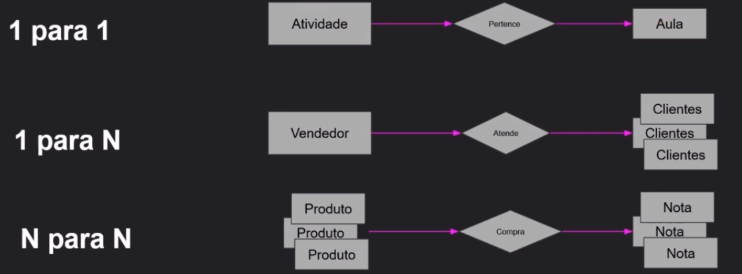 1 para 1
Atividade
Pertence
Aula
1 para N
Vendedor
Atende
Clientes
Clientes
Clientes
N para N
Produto
Produto
Produto
Compra
Nota
Nota
Nota